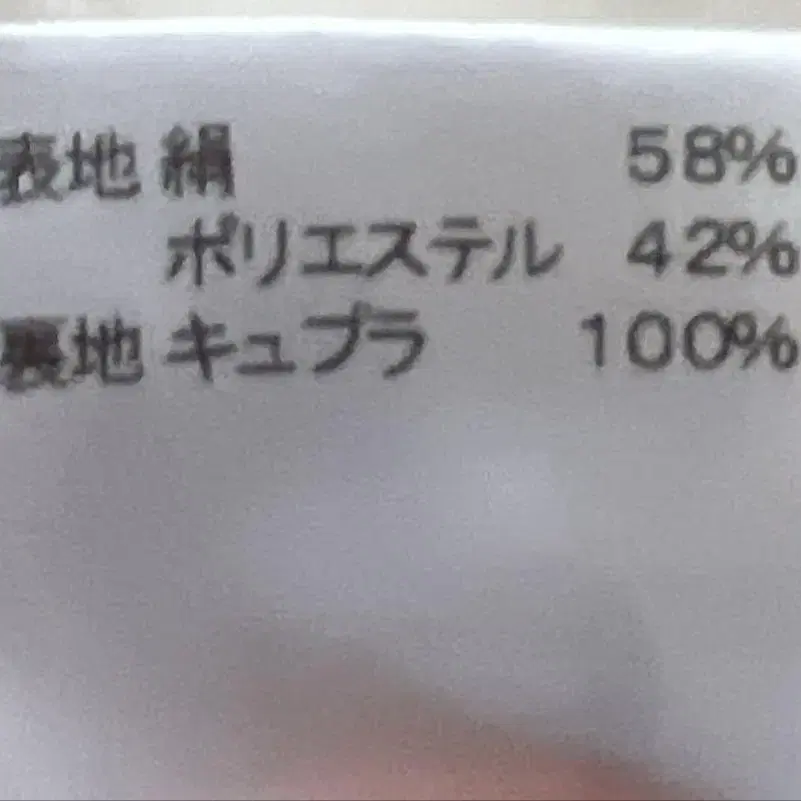 表地 絹 58%
ポリエステル 42%
裏地 キュプラ 100%